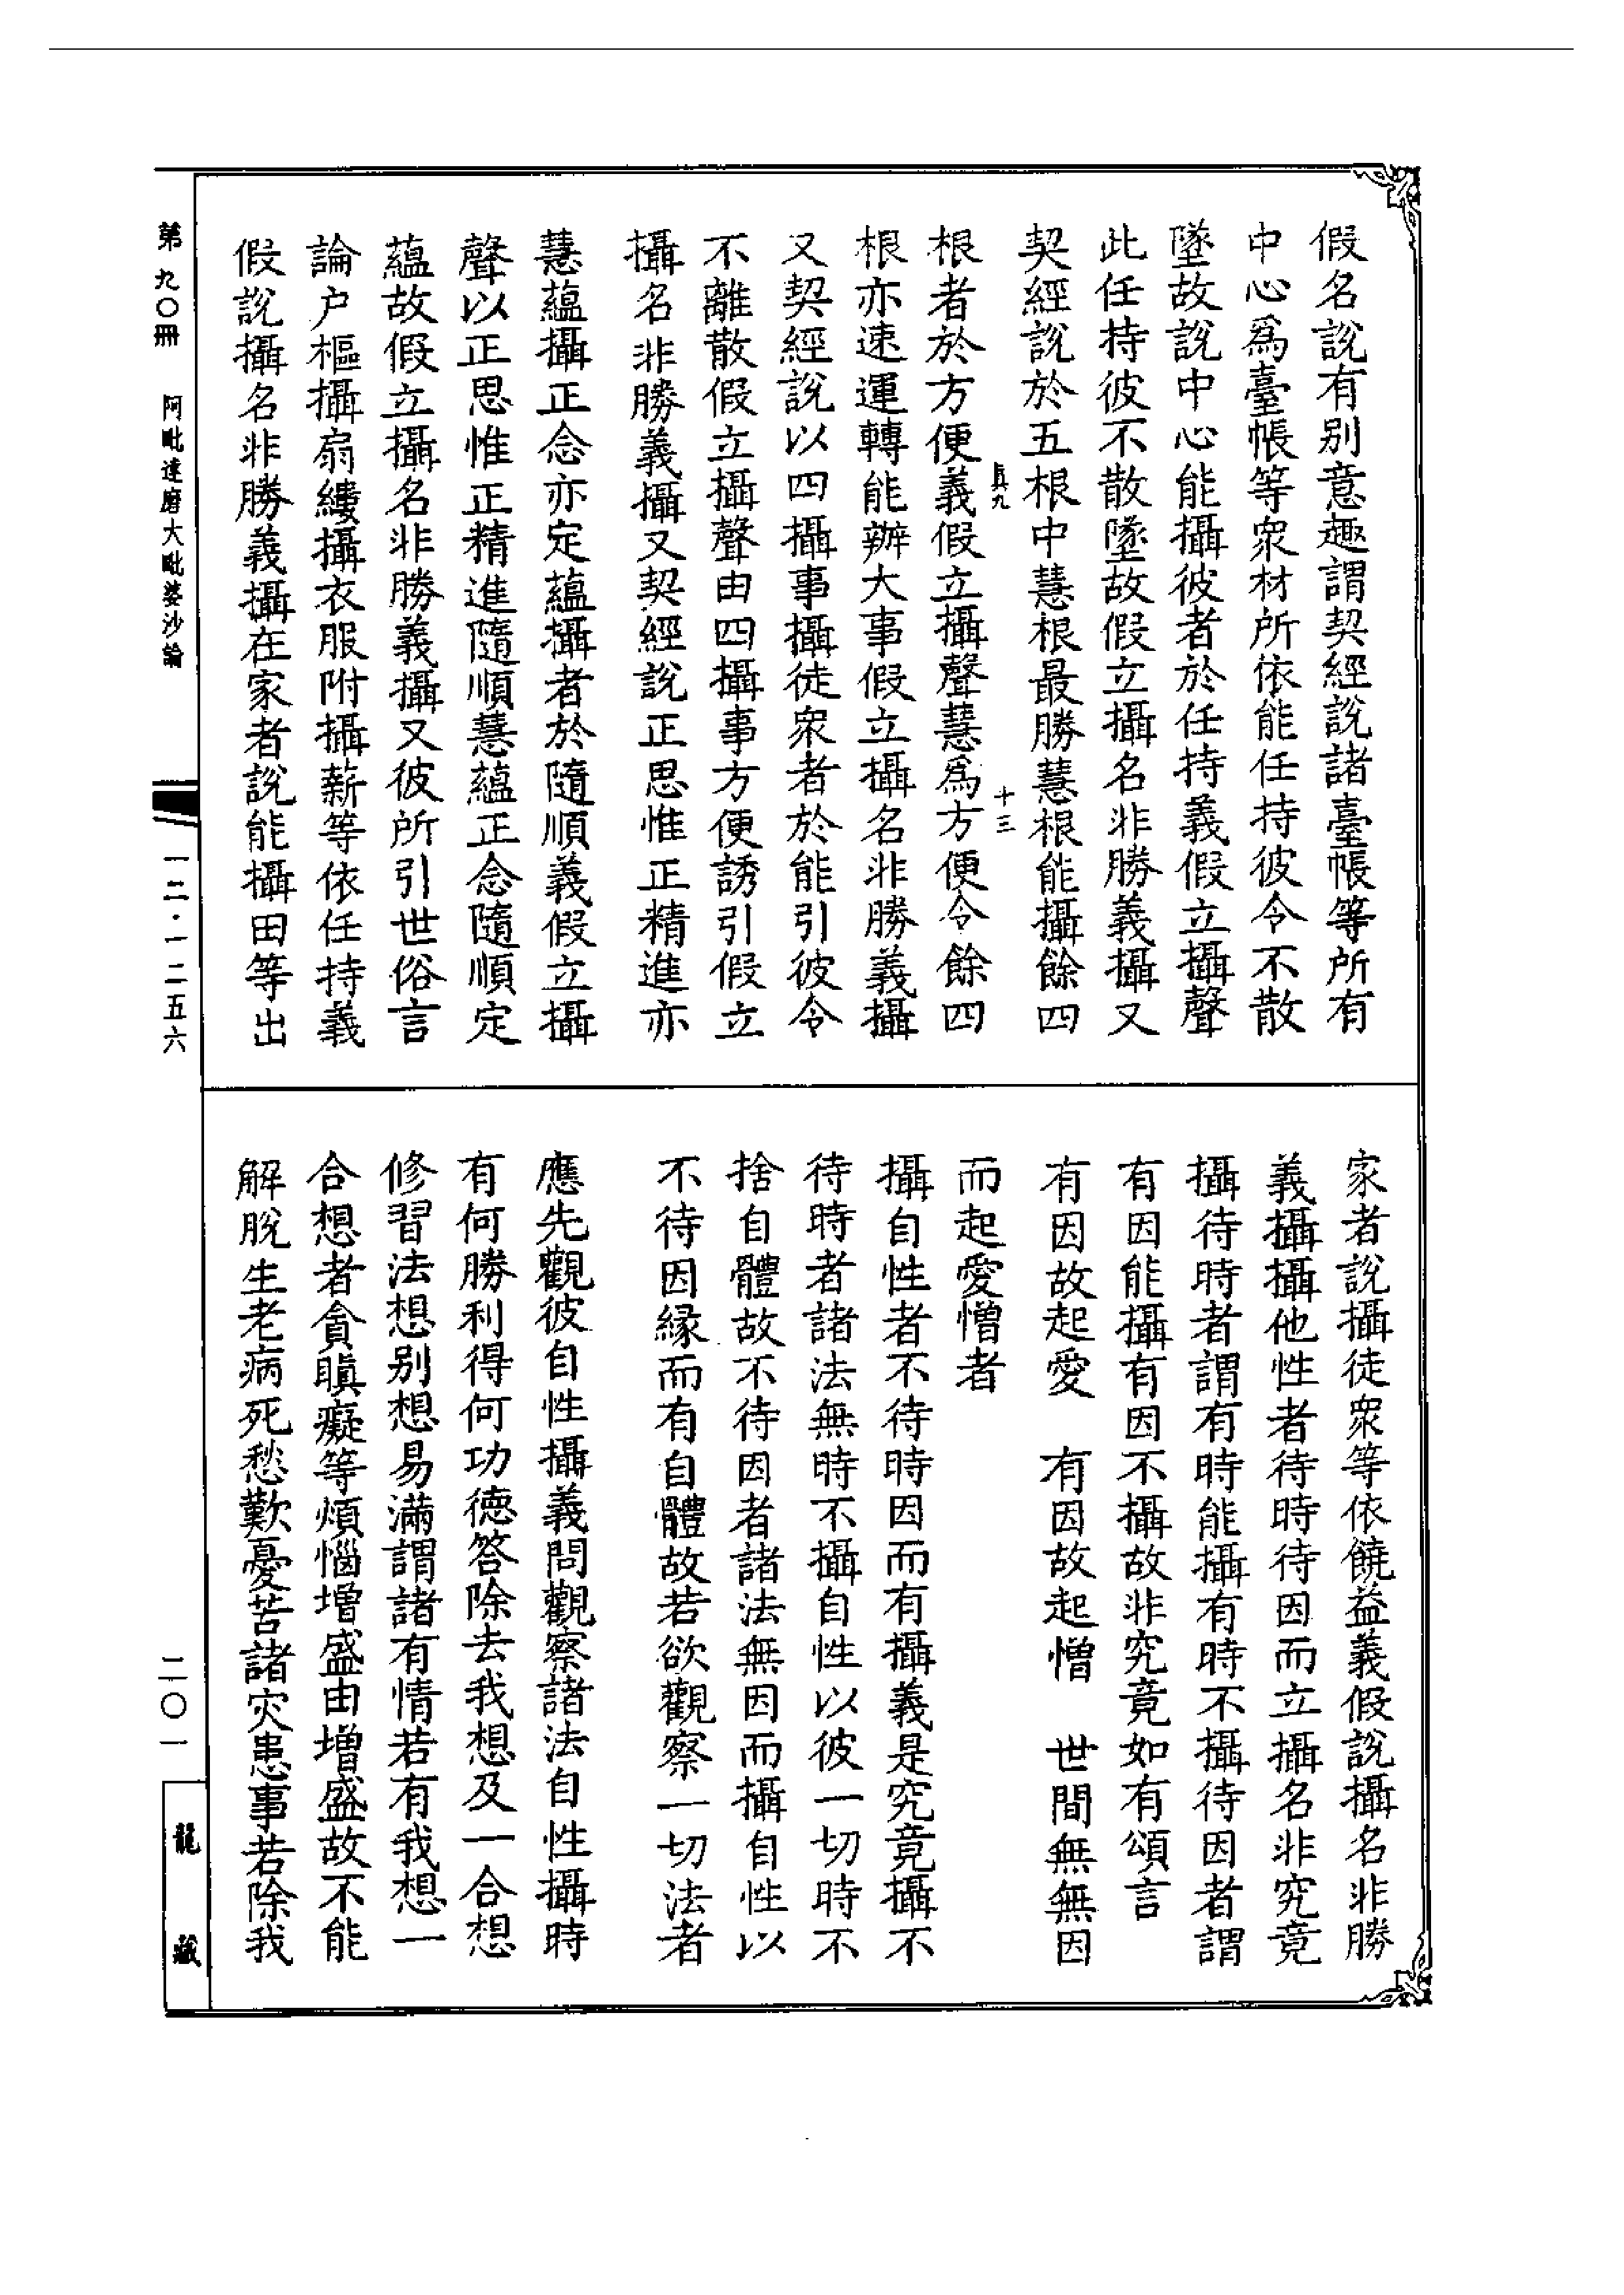 假名說有別意趣謂契經說諸臺帳等所有
中心為臺帳等衆材所依能任持彼令不散
墜故說中心能攝彼者於任持義假立攝聲
此任持彼不散墜故假立攝名非勝義攝又
契經說於五根中慧根最勝慧根能攝餘四
十三
根者於方便義假立攝聲慧為方便令餘四
根亦速運轉能辦大事假立攝名非勝義攝
又契經說以四攝事攝徒衆者於能引彼令
不離散假立攝聲由四攝事方便誘引假立
攝名非勝義攝又契經說正思惟正精進亦
慧蘊攝正念亦定蘊攝者於隨順義假立攝
聲以正思惟正精進隨順慧蘊正念隨順定
蘊故假立攝名非勝義攝又彼所引世俗言
論户樞攝扇縷攝衣服附攝薪等依任持義
假說攝名非勝義攝在家者說能攝田等出
家者說攝徒衆等依饒益義假說攝名非勝
義攝攝他性者待時待因而立攝名非究竟
攝待時者謂有時能攝有時不攝待因者謂
有因能攝有因不攝故非究竟如有頌言
有因故起愛　有因故起憎　世間無無因
而起愛憎者
攝自性者不待時因而有攝義是究竟攝不
待時者諸法無時不攝自性以彼一切時不
捨自體故不待因者諸法無因而攝自性以
不待因緣而有自體故若欲觀察一切法者
應先觀彼自性攝義問觀察諸法自性攝時
有何勝利得何功德答除去我想及一合想
修習法想別想易滿謂諸有情若有我想一
合想者貪瞋癡等煩惱增盛由增盛故不能
解脫生老病死愁歎憂苦諸灾患事若除我
第九〇冊　阿毗達磨大毗婆沙論
一二·一二五六
二〇一
龍藏